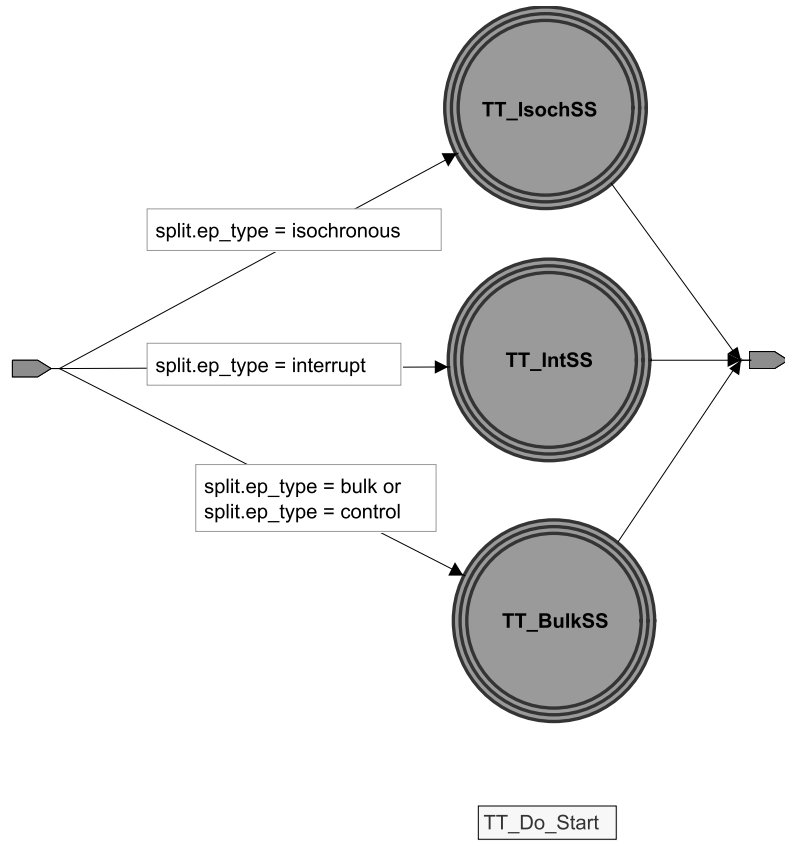 TT_IsochSS
split.ep_type = isochronous
split.ep_type = interrupt
TT_IntSS
split.ep_type = bulk or
split.ep_type = control
TT_BulkSS
TT_Do_Start